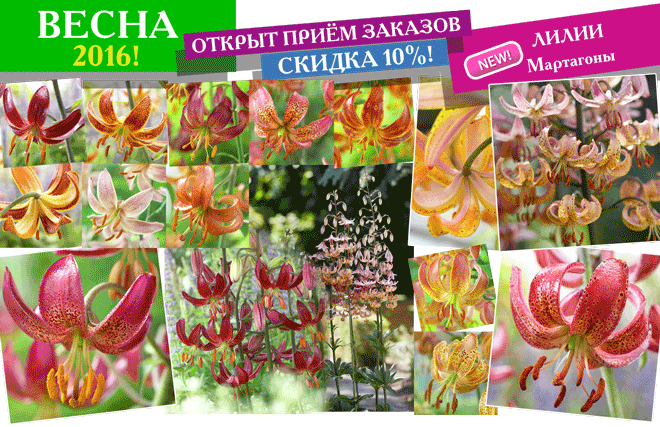 ВЕСНА
2016!
ОТКРЫТ ПРИЁМ ЗАКАЗОВ
СКИДКА 10%!
NEW!
ЛИЛИИ
Мартагоны